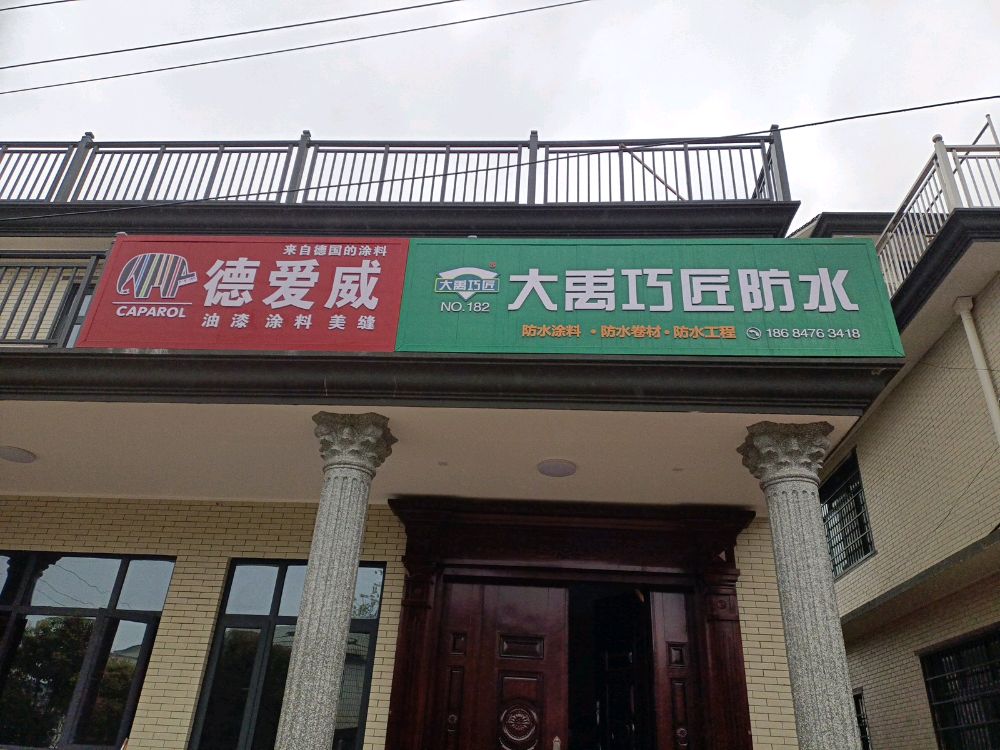 来自德国的涂料
德爱威
CAPAROL
油漆涂料美缝
大禹巧匠
NO.182
大禹巧匠防水
防水涂料·防水卷材·防水工程 186 8476 3418